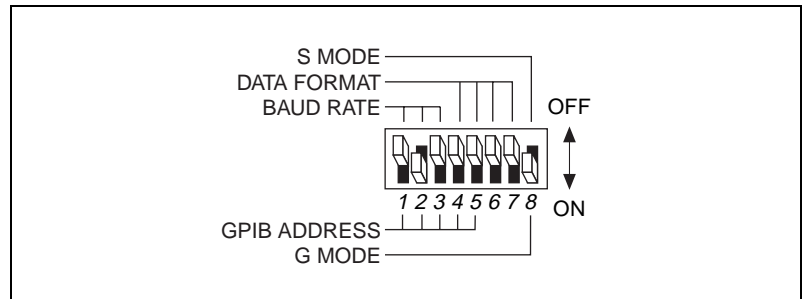 S MODE
DATA FORMAT
BAUD RATE
OFF
1 2 3 4 5 6 7 8
ON
GPIB ADDRESS
G MODE